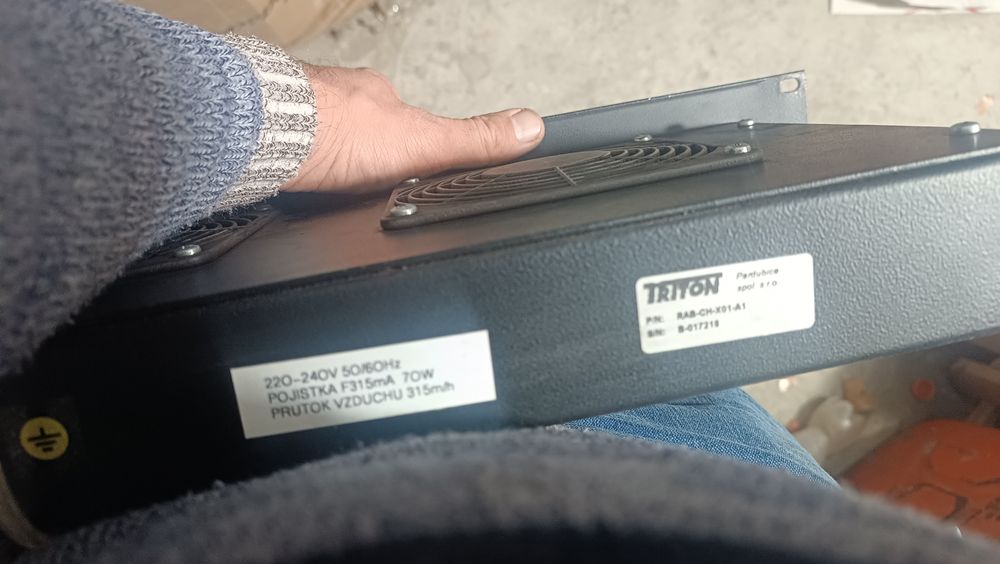 220-240V 50/60Hz
POJISTKA F315mA 70W
PRUTOK VZDUCHU 315m/h
TRITON Pardubice
spol. s r.o.
P/N: RAB-CH-X01-A1
S/N: B-017218